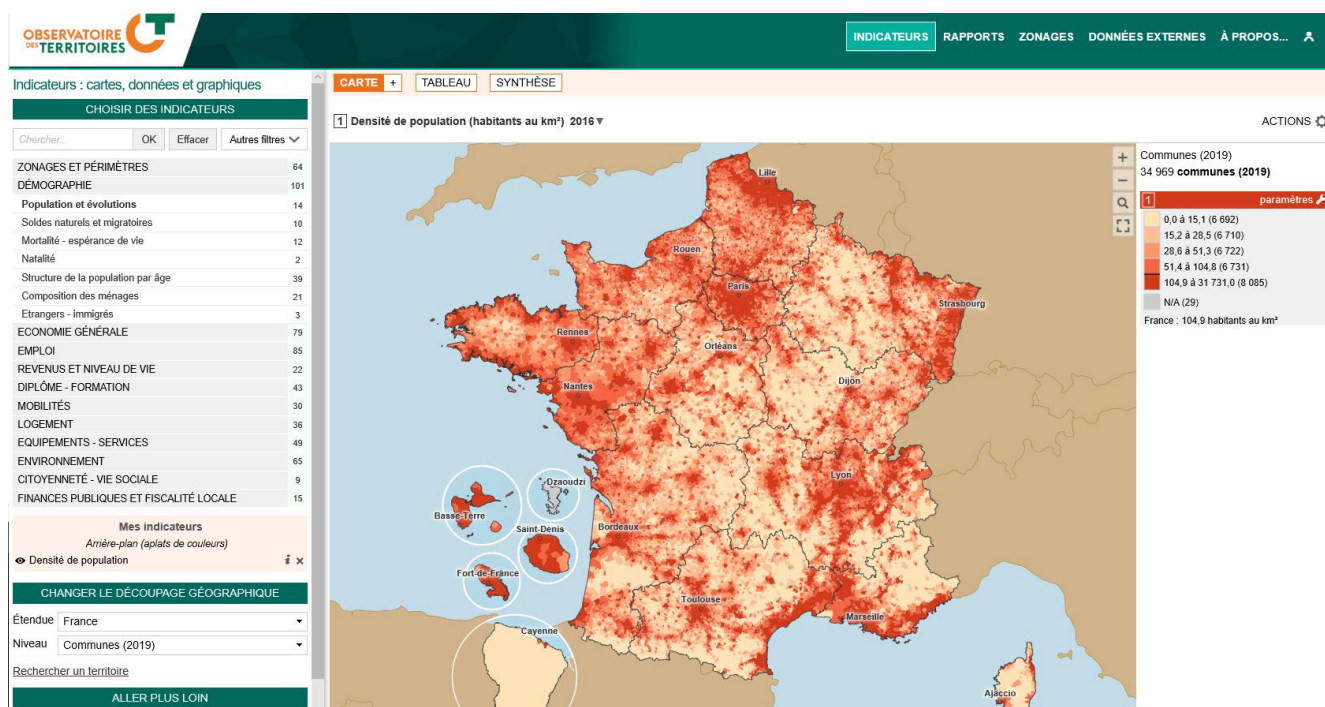 OBSERVATOIRE
DES TERRITOIRES
INDICATEURS RAPPORTS ZONAGES DONNÉES EXTERNES À PROPOS...
Indicateurs : cartes, données et graphiques
CHOISIR DES INDICATEURS
Chercher... OK Effacer Autres filtres
ZONAGES ET PÉRIMÈTRES 64
DÉMOGRAPHIE 101
Population et évolutions 14
Soldes naturels et migratoires 10
Mortalité - espérance de vie 12
Natalité 2
Structure de la population par âge 39
Composition des ménages 21
Etrangers - immigrés 3
ECONOMIE GÉNÉRALE 79
EMPLOI 85
REVENUS ET NIVEAU DE VIE 22
DIPLÔME - FORMATION 43
MOBILITÉS 30
LOGEMENT 36
EQUIPEMENTS - SERVICES 49
ENVIRONNEMENT 65
CITOYENNETÉ - VIE SOCIALE 9
FINANCES PUBLIQUES ET FISCALITÉ LOCALE 15
Mes indicateurs
Arrière-plan (aplats de couleurs)
Densité de population i ×
CHANGER LE DÉCOUPAGE GÉOGRAPHIQUE
Étendue France
Niveau Communes (2019)
Rechercher un territoire
ALLER PLUS LOIN
CARTE + TABLEAU SYNTHÈSE
1 Densité de population (habitants au km²) 2016 ▾
ACTIONS
Lille
Rouen
Paris
Strasbourg
Rennes
Orléans
Nantes
Dijon
Lyon
Dzaoudzi
Basse-Terre
Saint-Denis
Bordeaux
Fort-de-France
Toulouse
Marseille
Cayenne
Ajaccio
+
−
Communes (2019)
34 969 communes (2019)
1 paramètres
0,0 à 15,1 (6 692)
15,2 à 28,5 (6 710)
28,6 à 51,3 (6 722)
51,4 à 104,8 (6 731)
104,9 à 31 731,0 (8 085)
N/A (29)
France : 104,9 habitants au km²